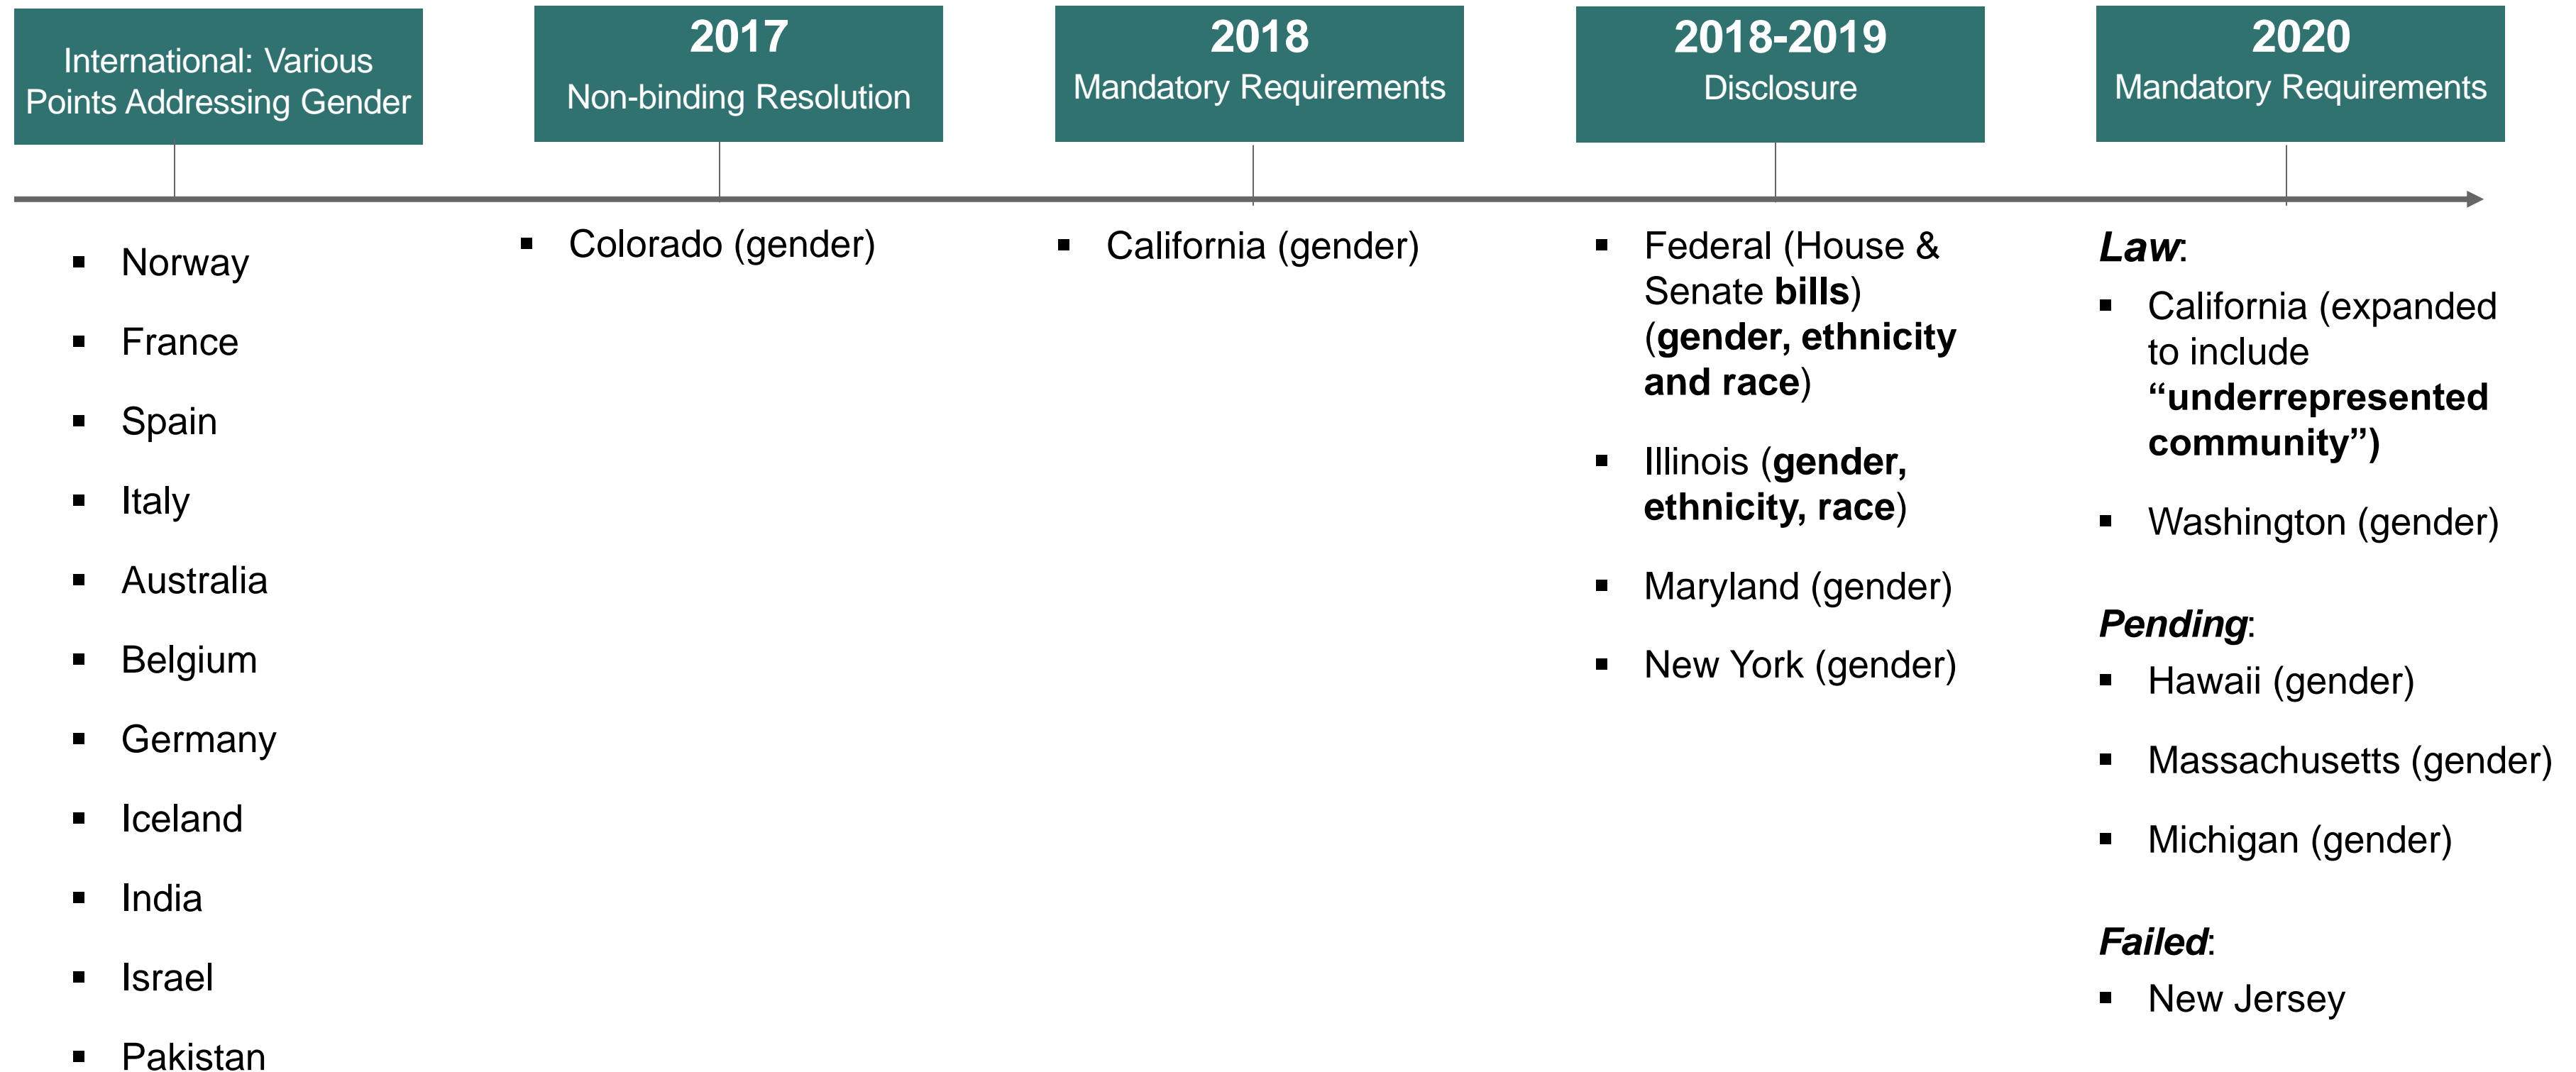 International: Various
Points Addressing Gender
▪ Norway
▪ France
▪ Spain
▪ Italy
▪ Australia
▪ Belgium
▪ Germany
▪ Iceland
▪ India
▪ Israel
▪ Pakistan
2017
Non-binding Resolution
▪ Colorado (gender)
2018
Mandatory Requirements
▪ California (gender)
2018-2019
Disclosure
▪ Federal (House &
Senate bills)
(gender, ethnicity
and race)
▪ Illinois (gender,
ethnicity, race)
▪ Maryland (gender)
▪ New York (gender)
2020
Mandatory Requirements
Law:
▪ California (expanded
to include
“underrepresented
community”)
▪ Washington (gender)
Pending:
▪ Hawaii (gender)
▪ Massachusetts (gender)
▪ Michigan (gender)
Failed:
▪ New Jersey